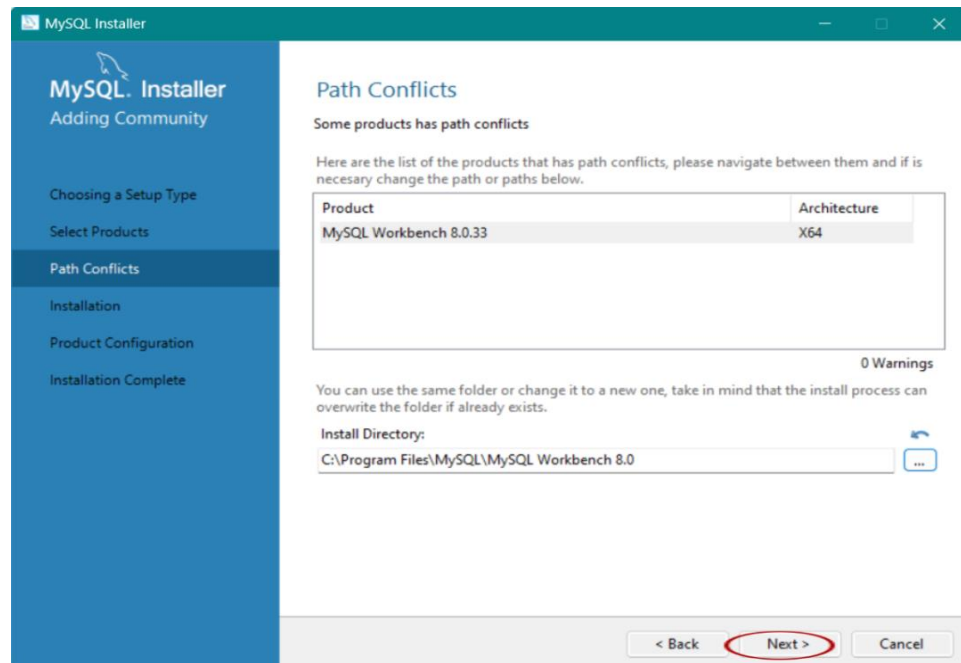 MySQL Installer
MySQL. Installer
Adding Community
Choosing a Setup Type
Select Products
Path Conflicts
Installation
Product Configuration
Installation Complete
Path Conflicts
Some products has path conflicts
Here are the list of the products that has path conflicts, please navigate between them and if is
necesary change the path or paths below.
Product Architecture
MySQL Workbench 8.0.33 X64
0 Warnings
You can use the same folder or change it to a new one, take in mind that the install process can
overwrite the folder if already exists.
Install Directory:
C:\Program Files\MySQL\MySQL Workbench 8.0
...
< Back Next > Cancel